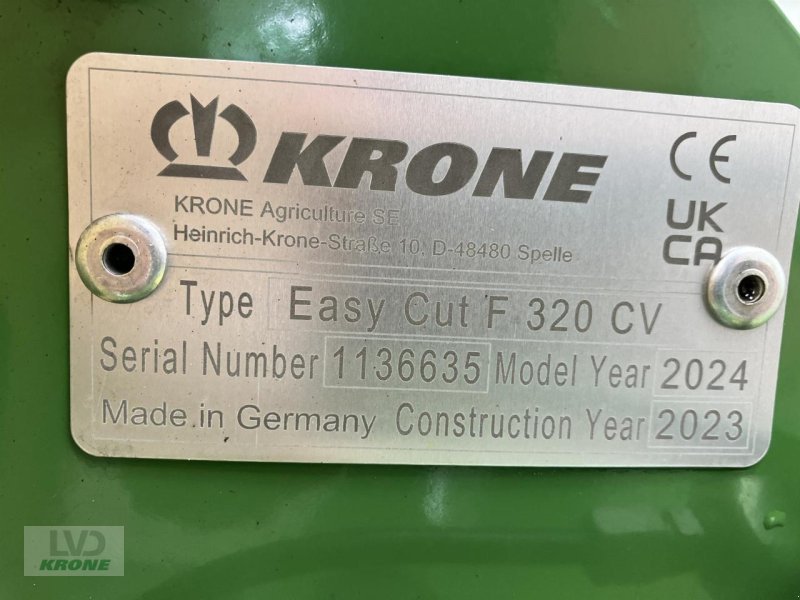 KRONE
CE
KRONE Agriculture SE
Heinrich-Krone-Straße 10, D-48480 Spelle
UK
CA
Type Easy Cut F 320 CV
Serial Number 1136635 Model Year 2024
Made in Germany Construction Year 2023
LVD
KRONE